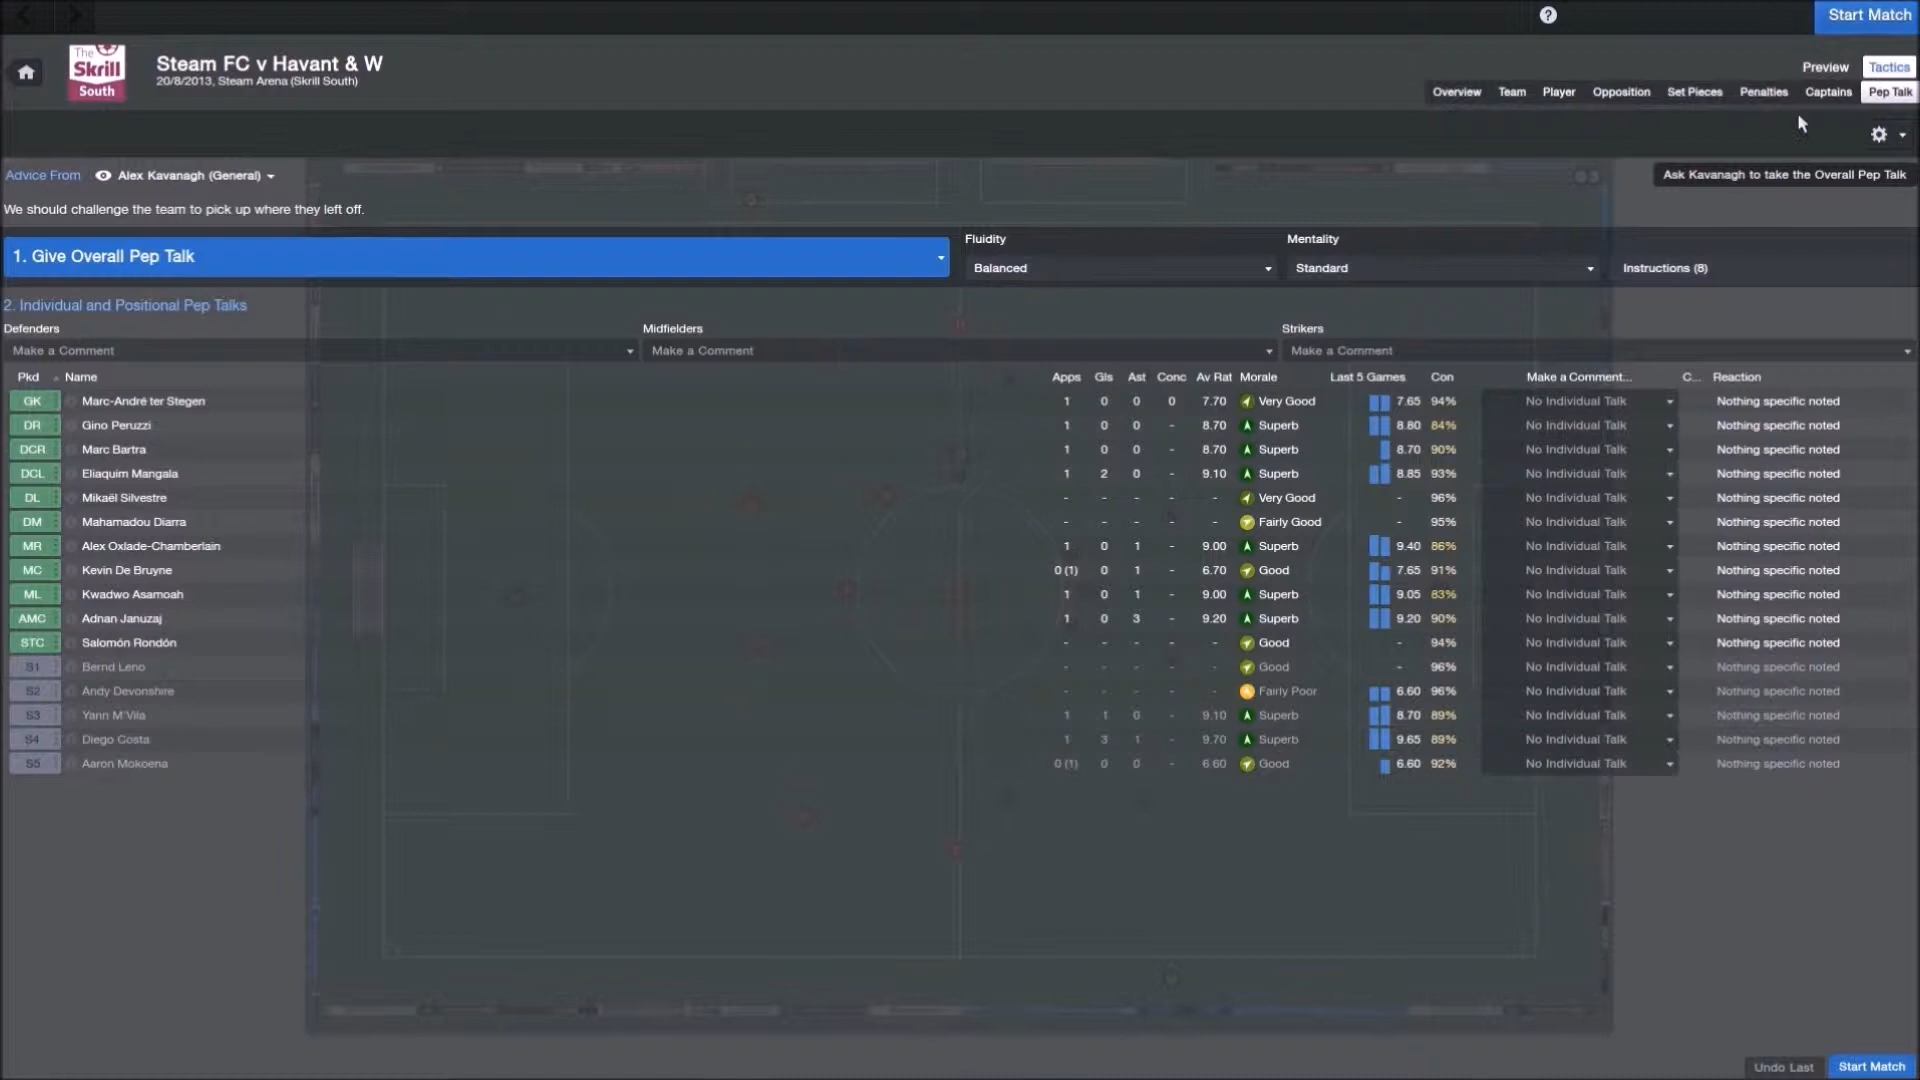 Start Match
The
Skrill
South
Steam FC v Havant & W
20/8/2013, Steam Arena (Skrill South)
Preview Tactics
Overview Team Player Opposition Set Pieces Penalties Captains Pep Talk
Advice From Alex Kavanagh (General)
Ask Kavanagh to take the Overall Pep Talk
We should challenge the team to pick up where they left off.
1. Give Overall Pep Talk
Fluidity Mentality
Balanced Standard Instructions (8)
2. Individual and Positional Pep Talks
Defenders Midfielders Strikers
Make a Comment Make a Comment Make a Comment
Pkd Name Apps Gls Ast Conc Av Rat Morale Last 5 Games Con Make a Comment... C... Reaction
GK Marc-André ter Stegen 1 0 0 0 7.70 Very Good 7.65 94% No Individual Talk Nothing specific noted
DR Gino Peruzzi 1 0 0 - 8.70 Superb 8.80 84% No Individual Talk Nothing specific noted
DCR Marc Bartra 1 0 0 - 8.70 Superb 8.70 90% No Individual Talk Nothing specific noted
DCL Eliaquim Mangala 1 2 0 - 9.10 Superb 8.85 93% No Individual Talk Nothing specific noted
DL Mikaël Silvestre - - - - - Very Good - 96% No Individual Talk Nothing specific noted
DM Mahamadou Diarra - - - - - Fairly Good - 95% No Individual Talk Nothing specific noted
MR Alex Oxlade-Chamberlain 1 0 1 - 9.00 Superb 9.40 86% No Individual Talk Nothing specific noted
MC Kevin De Bruyne 0 (1) 0 1 - 6.70 Good 7.65 91% No Individual Talk Nothing specific noted
ML Kwadwo Asamoah 1 0 1 - 9.00 Superb 9.05 83% No Individual Talk Nothing specific noted
AMC Adnan Januzaj 1 0 3 - 9.20 Superb 9.20 90% No Individual Talk Nothing specific noted
STC Salomón Rondón - - - - - Good - 94% No Individual Talk Nothing specific noted
S1 Bernd Leno - - - - - Good - 96% No Individual Talk Nothing specific noted
S2 Andy Devonshire - - - - - Fairly Poor 6.60 96% No Individual Talk Nothing specific noted
S3 Yann M'Vila 1 1 0 - 9.10 Superb 8.70 89% No Individual Talk Nothing specific noted
S4 Diego Costa 1 3 1 - 9.70 Superb 9.65 89% No Individual Talk Nothing specific noted
S5 Aaron Mokoena 0 (1) 0 0 - 6.60 Good 6.60 92% No Individual Talk Nothing specific noted
Undo Last Start Match